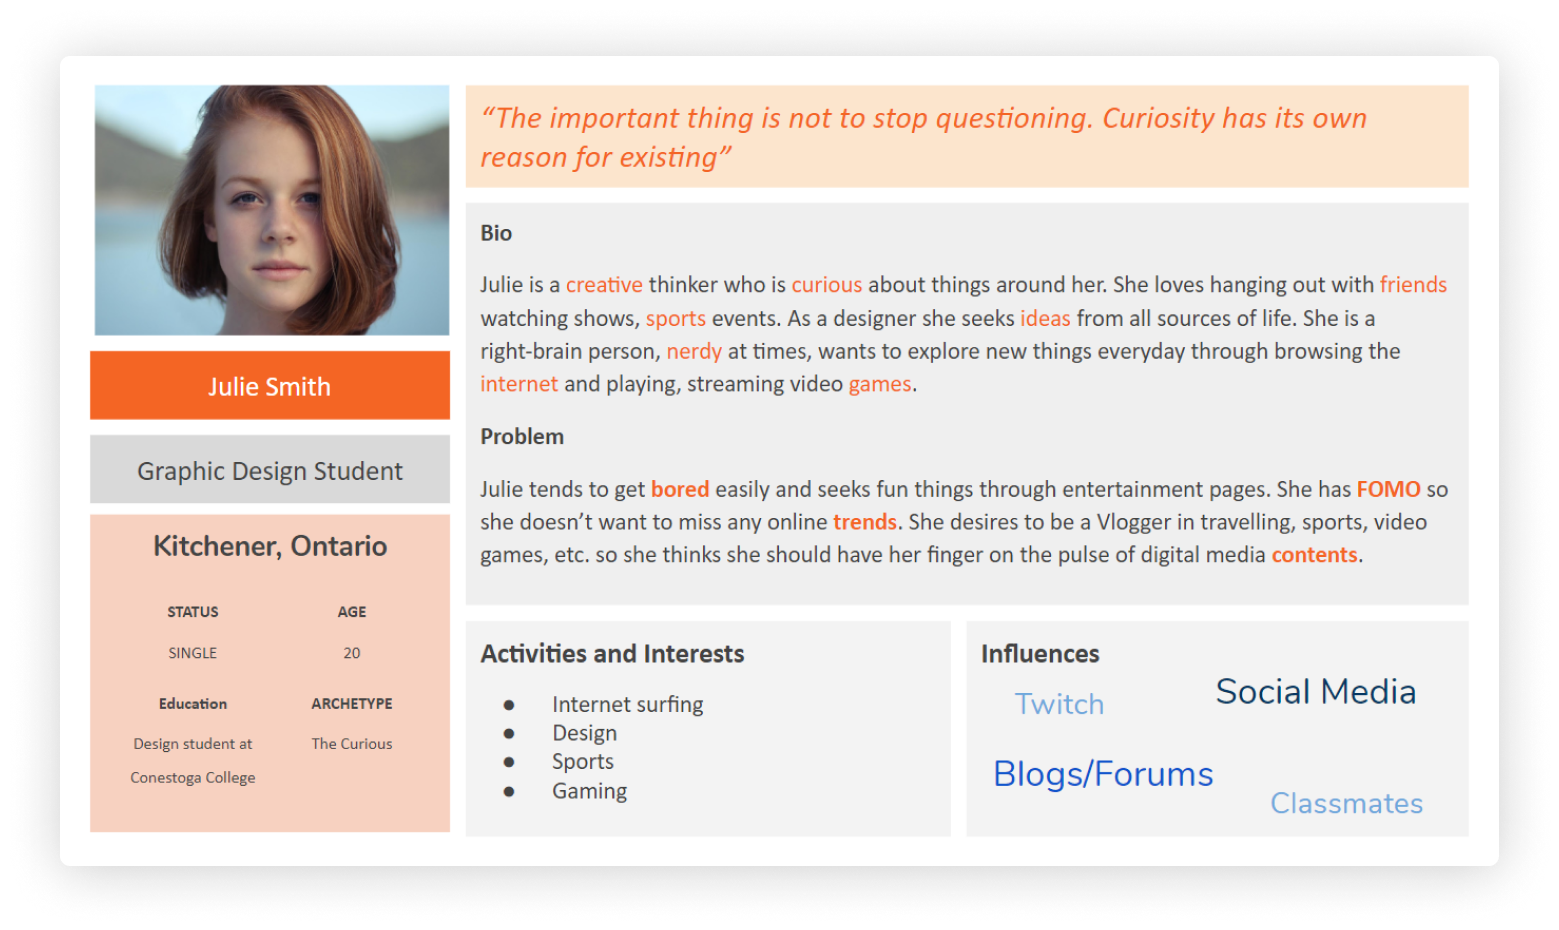 “The important thing is not to stop questioning. Curiosity has its own
reason for existing”
Julie Smith
Graphic Design Student
Kitchener, Ontario
STATUS AGE
SINGLE 20
Education ARCHETYPE
Design student at The Curious
Conestoga College
Bio
Julie is a creative thinker who is curious about things around her. She loves hanging out with friends
watching shows, sports events. As a designer she seeks ideas from all sources of life. She is a
right-brain person, nerdy at times, wants to explore new things everyday through browsing the
internet and playing, streaming video games.
Problem
Julie tends to get bored easily and seeks fun things through entertainment pages. She has FOMO so
she doesn’t want to miss any online trends. She desires to be a Vlogger in travelling, sports, video
games, etc. so she thinks she should have her finger on the pulse of digital media contents.
Activities and Interests
● Internet surfing
● Design
● Sports
● Gaming
Influences
Twitch Social Media
Blogs/Forums
Classmates